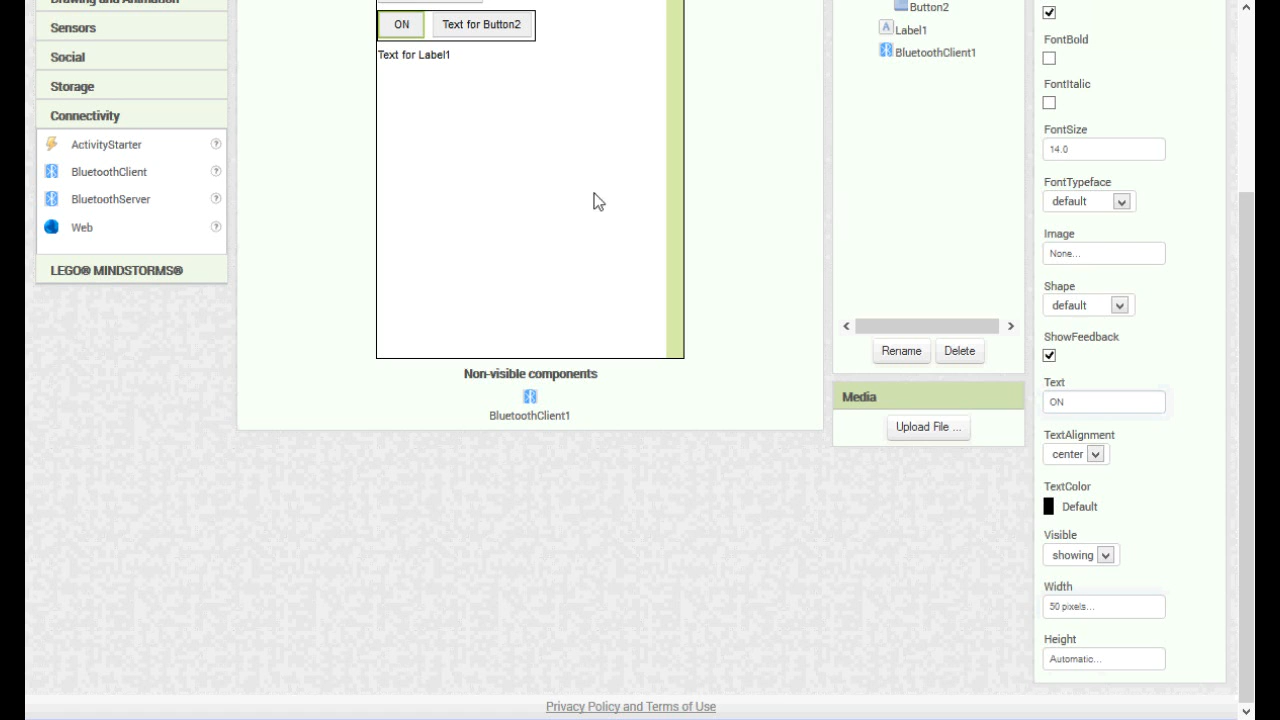 Drawing and Animation
Sensors
Social
Storage
Connectivity
ActivityStarter ?
BluetoothClient ?
BluetoothServer ?
Web ?
LEGO® MINDSTORMS®
ON
Text for Button2
Text for Label1
Non-visible components
BluetoothClient1
Button2
A Label1
BluetoothClient1
Rename
Delete
Media
Upload File ...
FontBold
FontItalic
FontSize
14.0
FontTypeface
default
Image
None...
Shape
default
ShowFeedback
Text
ON
TextAlignment
center
TextColor
Default
Visible
showing
Width
50 pixels...
Height
Automatic...
Privacy Policy and Terms of Use